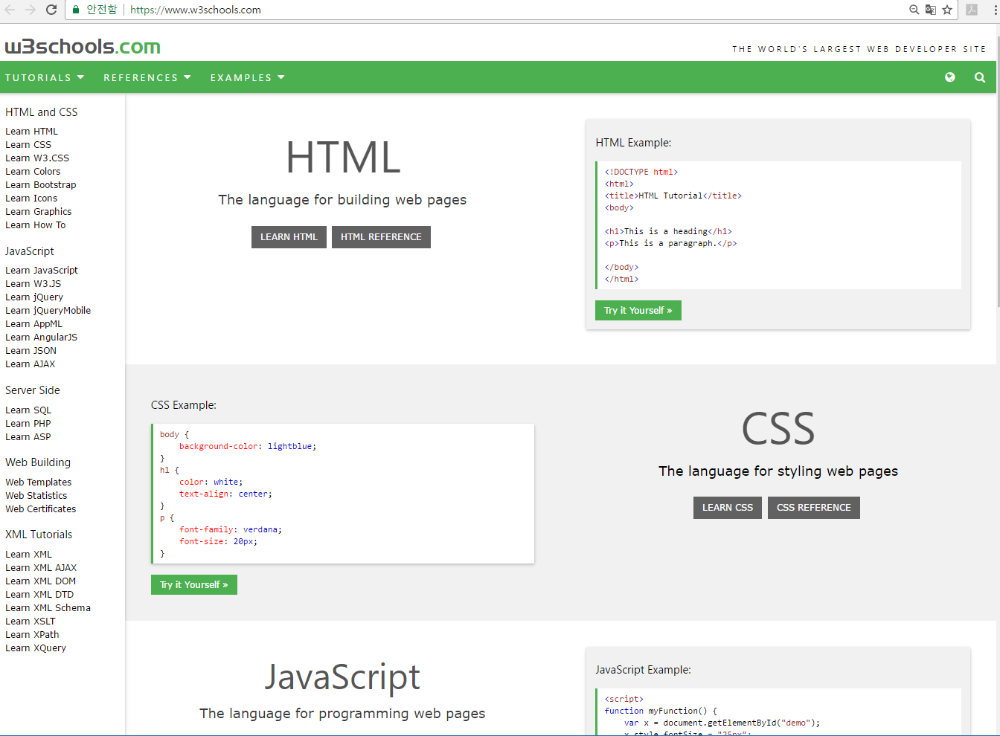 안전함 https://www.w3schools.com
w3schools.com
THE WORLD'S LARGEST WEB DEVELOPER SITE
TUTORIALS REFERENCES EXAMPLES
HTML and CSS
Learn HTML
Learn CSS
Learn W3.CSS
Learn Colors
Learn Bootstrap
Learn Icons
Learn Graphics
Learn How To
JavaScript
Learn JavaScript
Learn W3.JS
Learn jQuery
Learn jQueryMobile
Learn AppML
Learn AngularJS
Learn JSON
Learn AJAX
Server Side
Learn SQL
Learn PHP
Learn ASP
Web Building
Web Templates
Web Statistics
Web Certificates
XML Tutorials
Learn XML
Learn XML AJAX
Learn XML DOM
Learn XML DTD
Learn XML Schema
Learn XSLT
Learn XPath
Learn XQuery
HTML
The language for building web pages
LEARN HTML HTML REFERENCE
HTML Example:
<!DOCTYPE html>
<html>
<title>HTML Tutorial</title>
<body>
<h1>This is a heading</h1>
<p>This is a paragraph.</p>
</body>
</html>
Try it Yourself »
CSS Example:
body {
background-color: lightblue;
}
h1 {
color: white;
text-align: center;
}
p {
font-family: verdana;
font-size: 20px;
}
Try it Yourself »
CSS
The language for styling web pages
LEARN CSS CSS REFERENCE
JavaScript
The language for programming web pages
JavaScript Example:
<script>
function myFunction() {
var x = document.getElementById("demo");
x.style.fontSize = "25px";